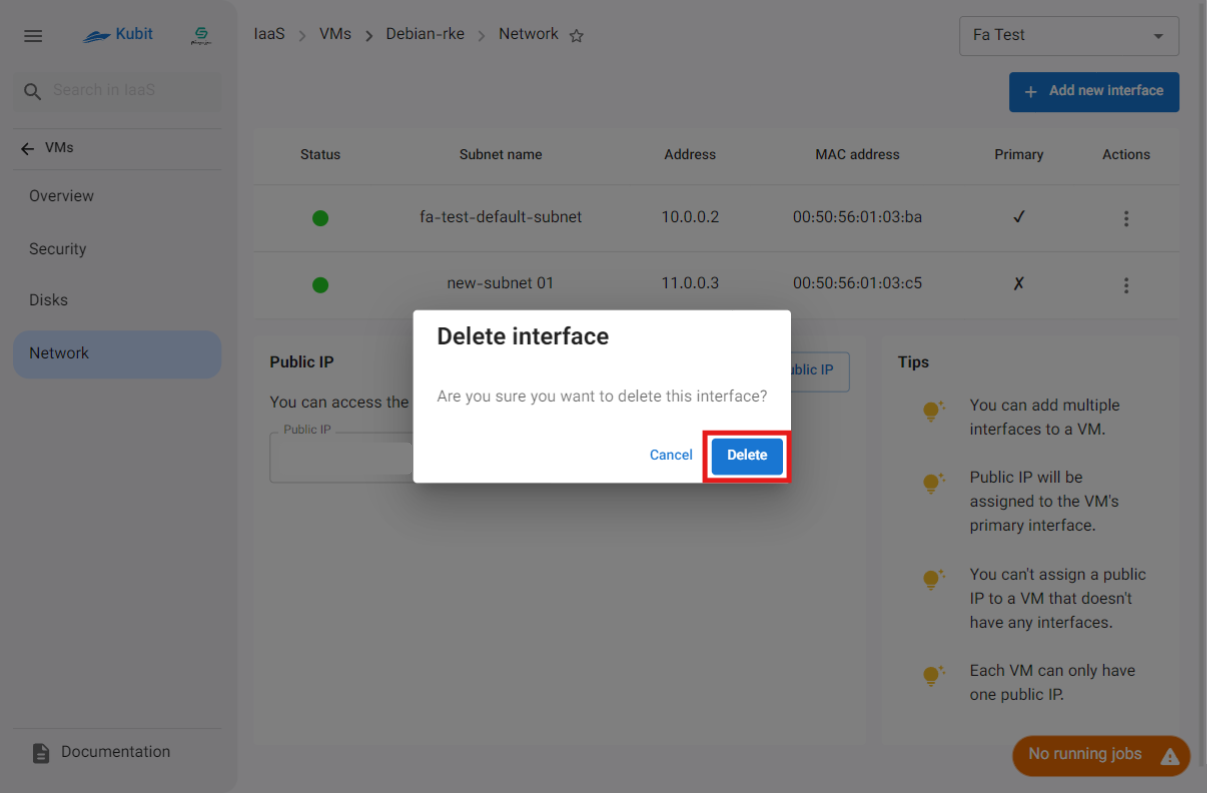 Kubit
IaaS > VMs > Debian-rke > Network
Fa Test
Search in IaaS
+ Add new interface
VMs
Status Subnet name Address MAC address Primary Actions
Overview
fa-test-default-subnet 10.0.0.2 00:50:56:01:03:ba ✓
Security
new-subnet 01 11.0.0.3 00:50:56:01:03:c5 ✗
Disks
Network
Delete interface
Are you sure you want to delete this interface?
Cancel Delete
Public IP
ublic IP
You can access the
Public IP
Tips
You can add multiple
interfaces to a VM.
Public IP will be
assigned to the VM's
primary interface.
You can't assign a public
IP to a VM that doesn't
have any interfaces.
Each VM can only have
one public IP.
Documentation
No running jobs